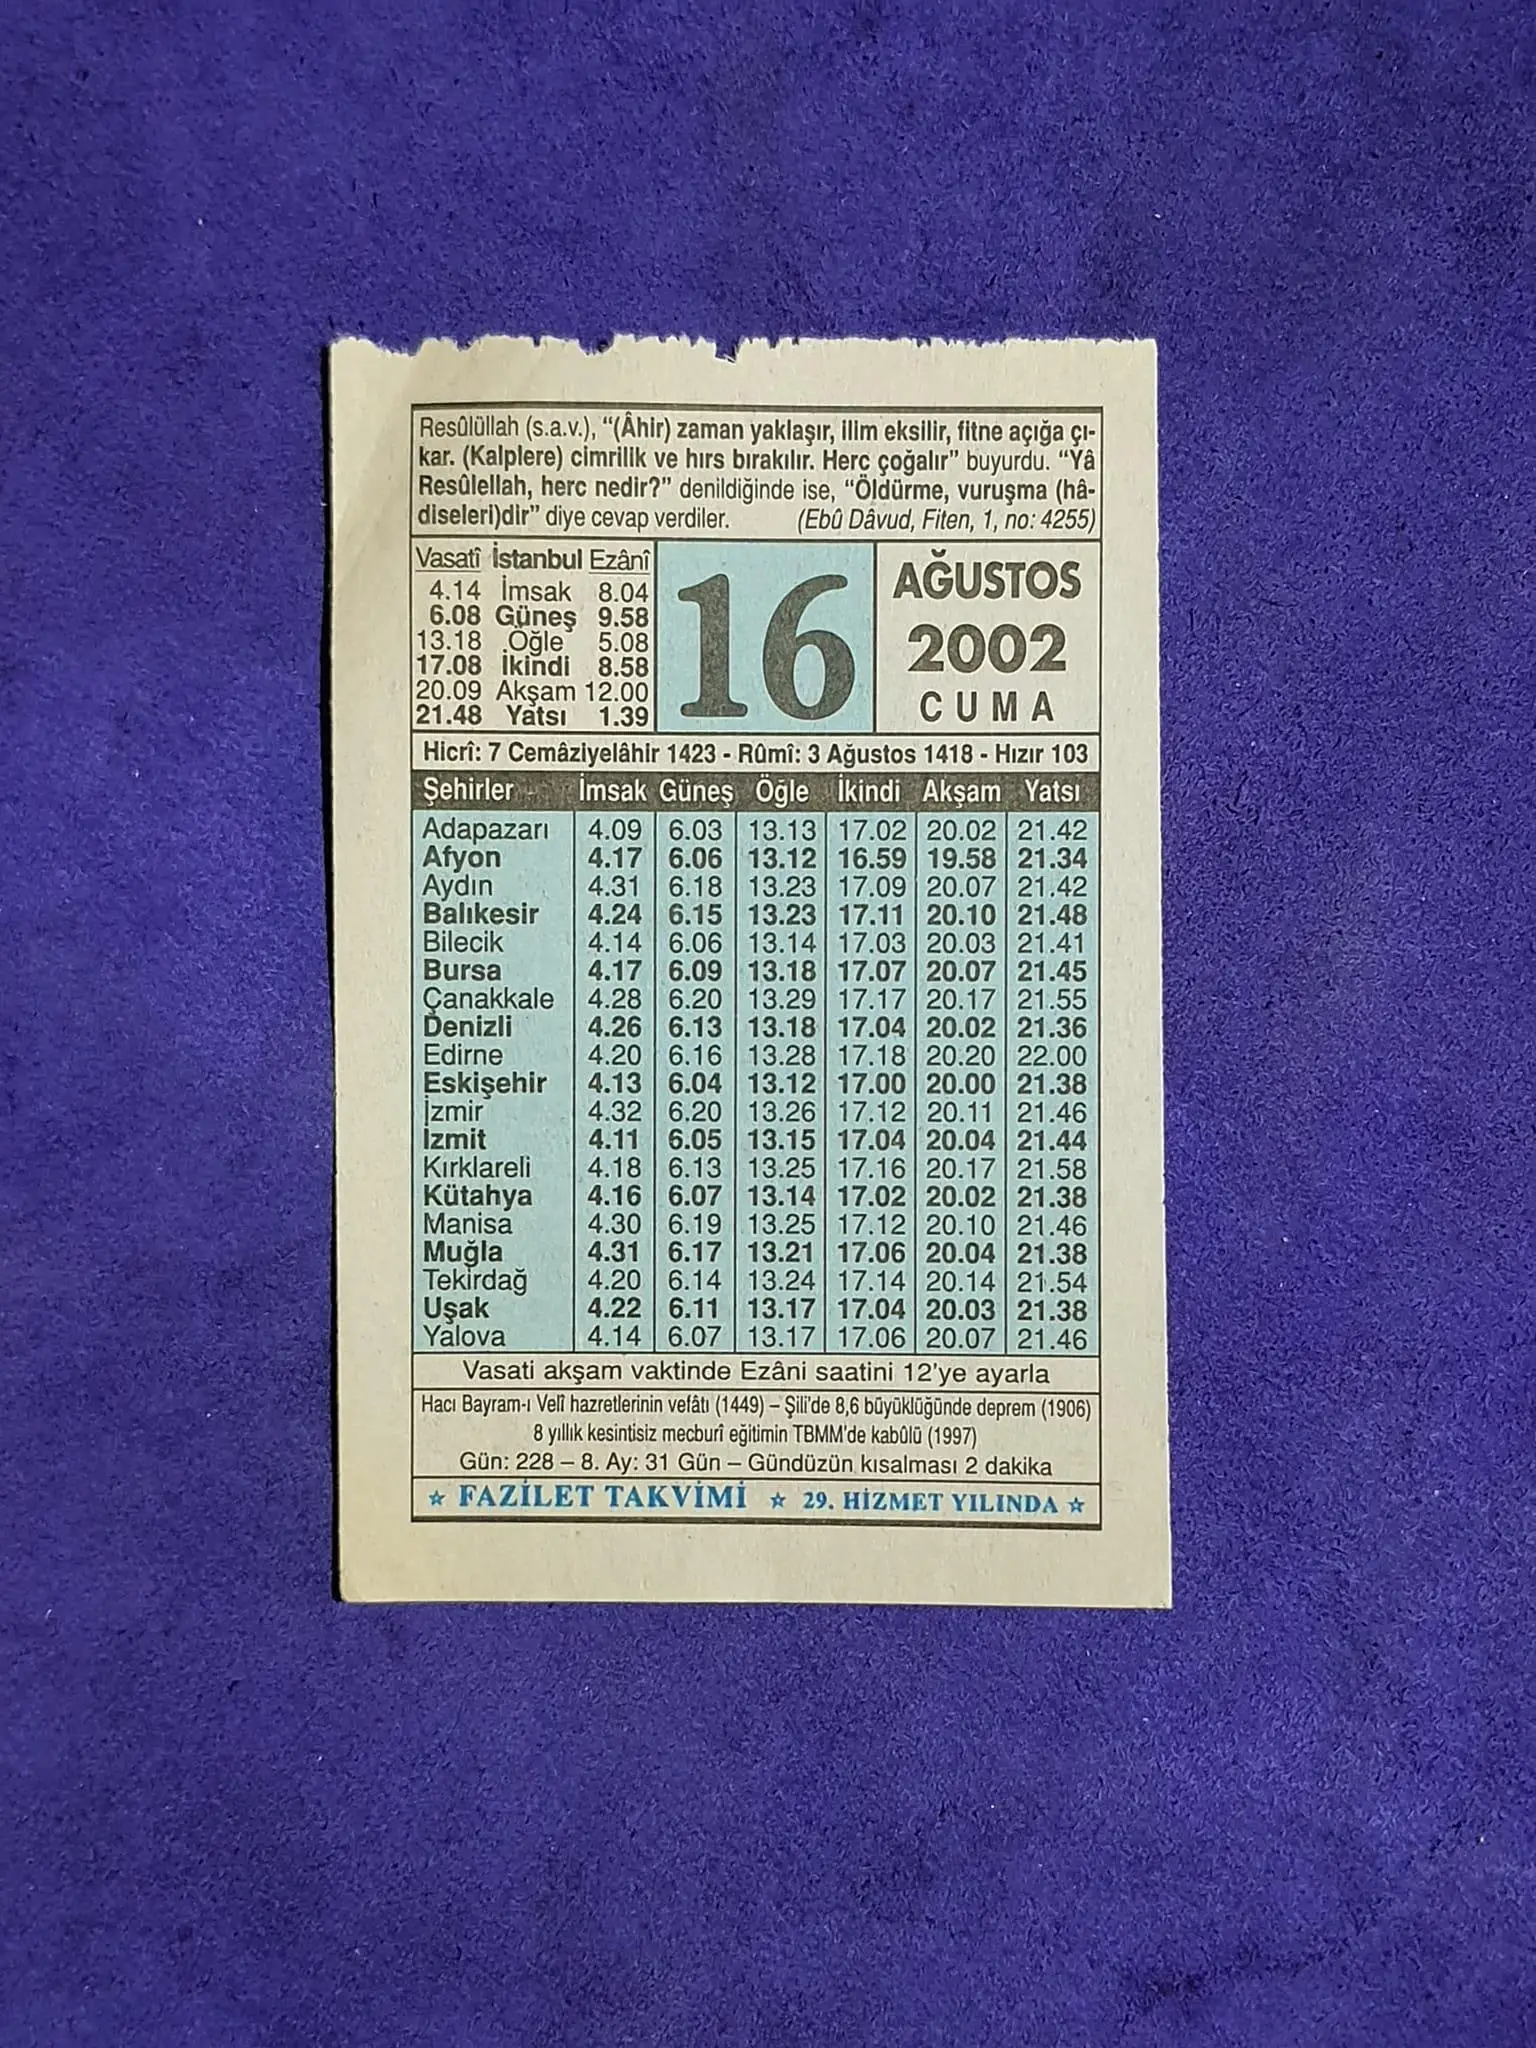 Resûlüllah (s.a.v.), “(Âhir) zaman yaklaşır, ilim eksilir, fitne açığa çı-
kar. (Kalplere) cimrilik ve hırs bırakılır. Herc çoğalır” buyurdu. “Yâ
Resûlellah, herc nedir?” denildiğinde ise, “Öldürme, vuruşma (hâ-
diseleri)dir” diye cevap verdiler. (Ebû Dâvud, Fiten, 1, no: 4255)
Vasatî İstanbul Ezânî
4.14 İmsak 8.04
6.08 Güneş 9.58
13.18 Öğle 5.08
17.08 İkindi 8.58
20.09 Akşam 12.00
21.48 Yatsı 1.39
16
AĞUSTOS
2002
CUMA
Hicrî: 7 Cemâziyelâhir 1423 - Rûmî: 3 Ağustos 1418 - Hızır 103
Şehirler İmsak Güneş Öğle İkindi Akşam Yatsı
Adapazarı 4.09 6.03 13.13 17.02 20.02 21.42
Afyon 4.17 6.06 13.12 16.59 19.58 21.34
Aydın 4.31 6.18 13.23 17.09 20.07 21.42
Balıkesir 4.24 6.15 13.23 17.11 20.10 21.48
Bilecik 4.14 6.06 13.14 17.03 20.03 21.41
Bursa 4.17 6.09 13.18 17.07 20.07 21.45
Çanakkale 4.28 6.20 13.29 17.17 20.17 21.55
Denizli 4.26 6.13 13.18 17.04 20.02 21.36
Edirne 4.20 6.16 13.28 17.18 20.20 22.00
Eskişehir 4.13 6.04 13.12 17.00 20.00 21.38
İzmir 4.32 6.20 13.26 17.12 20.11 21.46
İzmit 4.11 6.05 13.15 17.04 20.04 21.44
Kırklareli 4.18 6.13 13.25 17.16 20.17 21.58
Kütahya 4.16 6.07 13.14 17.02 20.02 21.38
Manisa 4.30 6.19 13.25 17.12 20.10 21.46
Muğla 4.31 6.17 13.21 17.06 20.04 21.38
Tekirdağ 4.20 6.14 13.24 17.14 20.14 21.54
Uşak 4.22 6.11 13.17 17.04 20.03 21.38
Yalova 4.14 6.07 13.17 17.06 20.07 21.46
Vasati akşam vaktinde Ezâni saatini 12'ye ayarla
Hacı Bayram-ı Velî hazretlerinin vefâtı (1449) – Şili'de 8,6 büyüklüğünde deprem (1906)
8 yıllık kesintisiz mecburî eğitimin TBMM'de kabûlü (1997)
Gün: 228 – 8. Ay: 31 Gün – Gündüzün kısalması 2 dakika
☆ FAZİLET TAKVİMİ ☆ 29. HİZMET YILINDA ☆